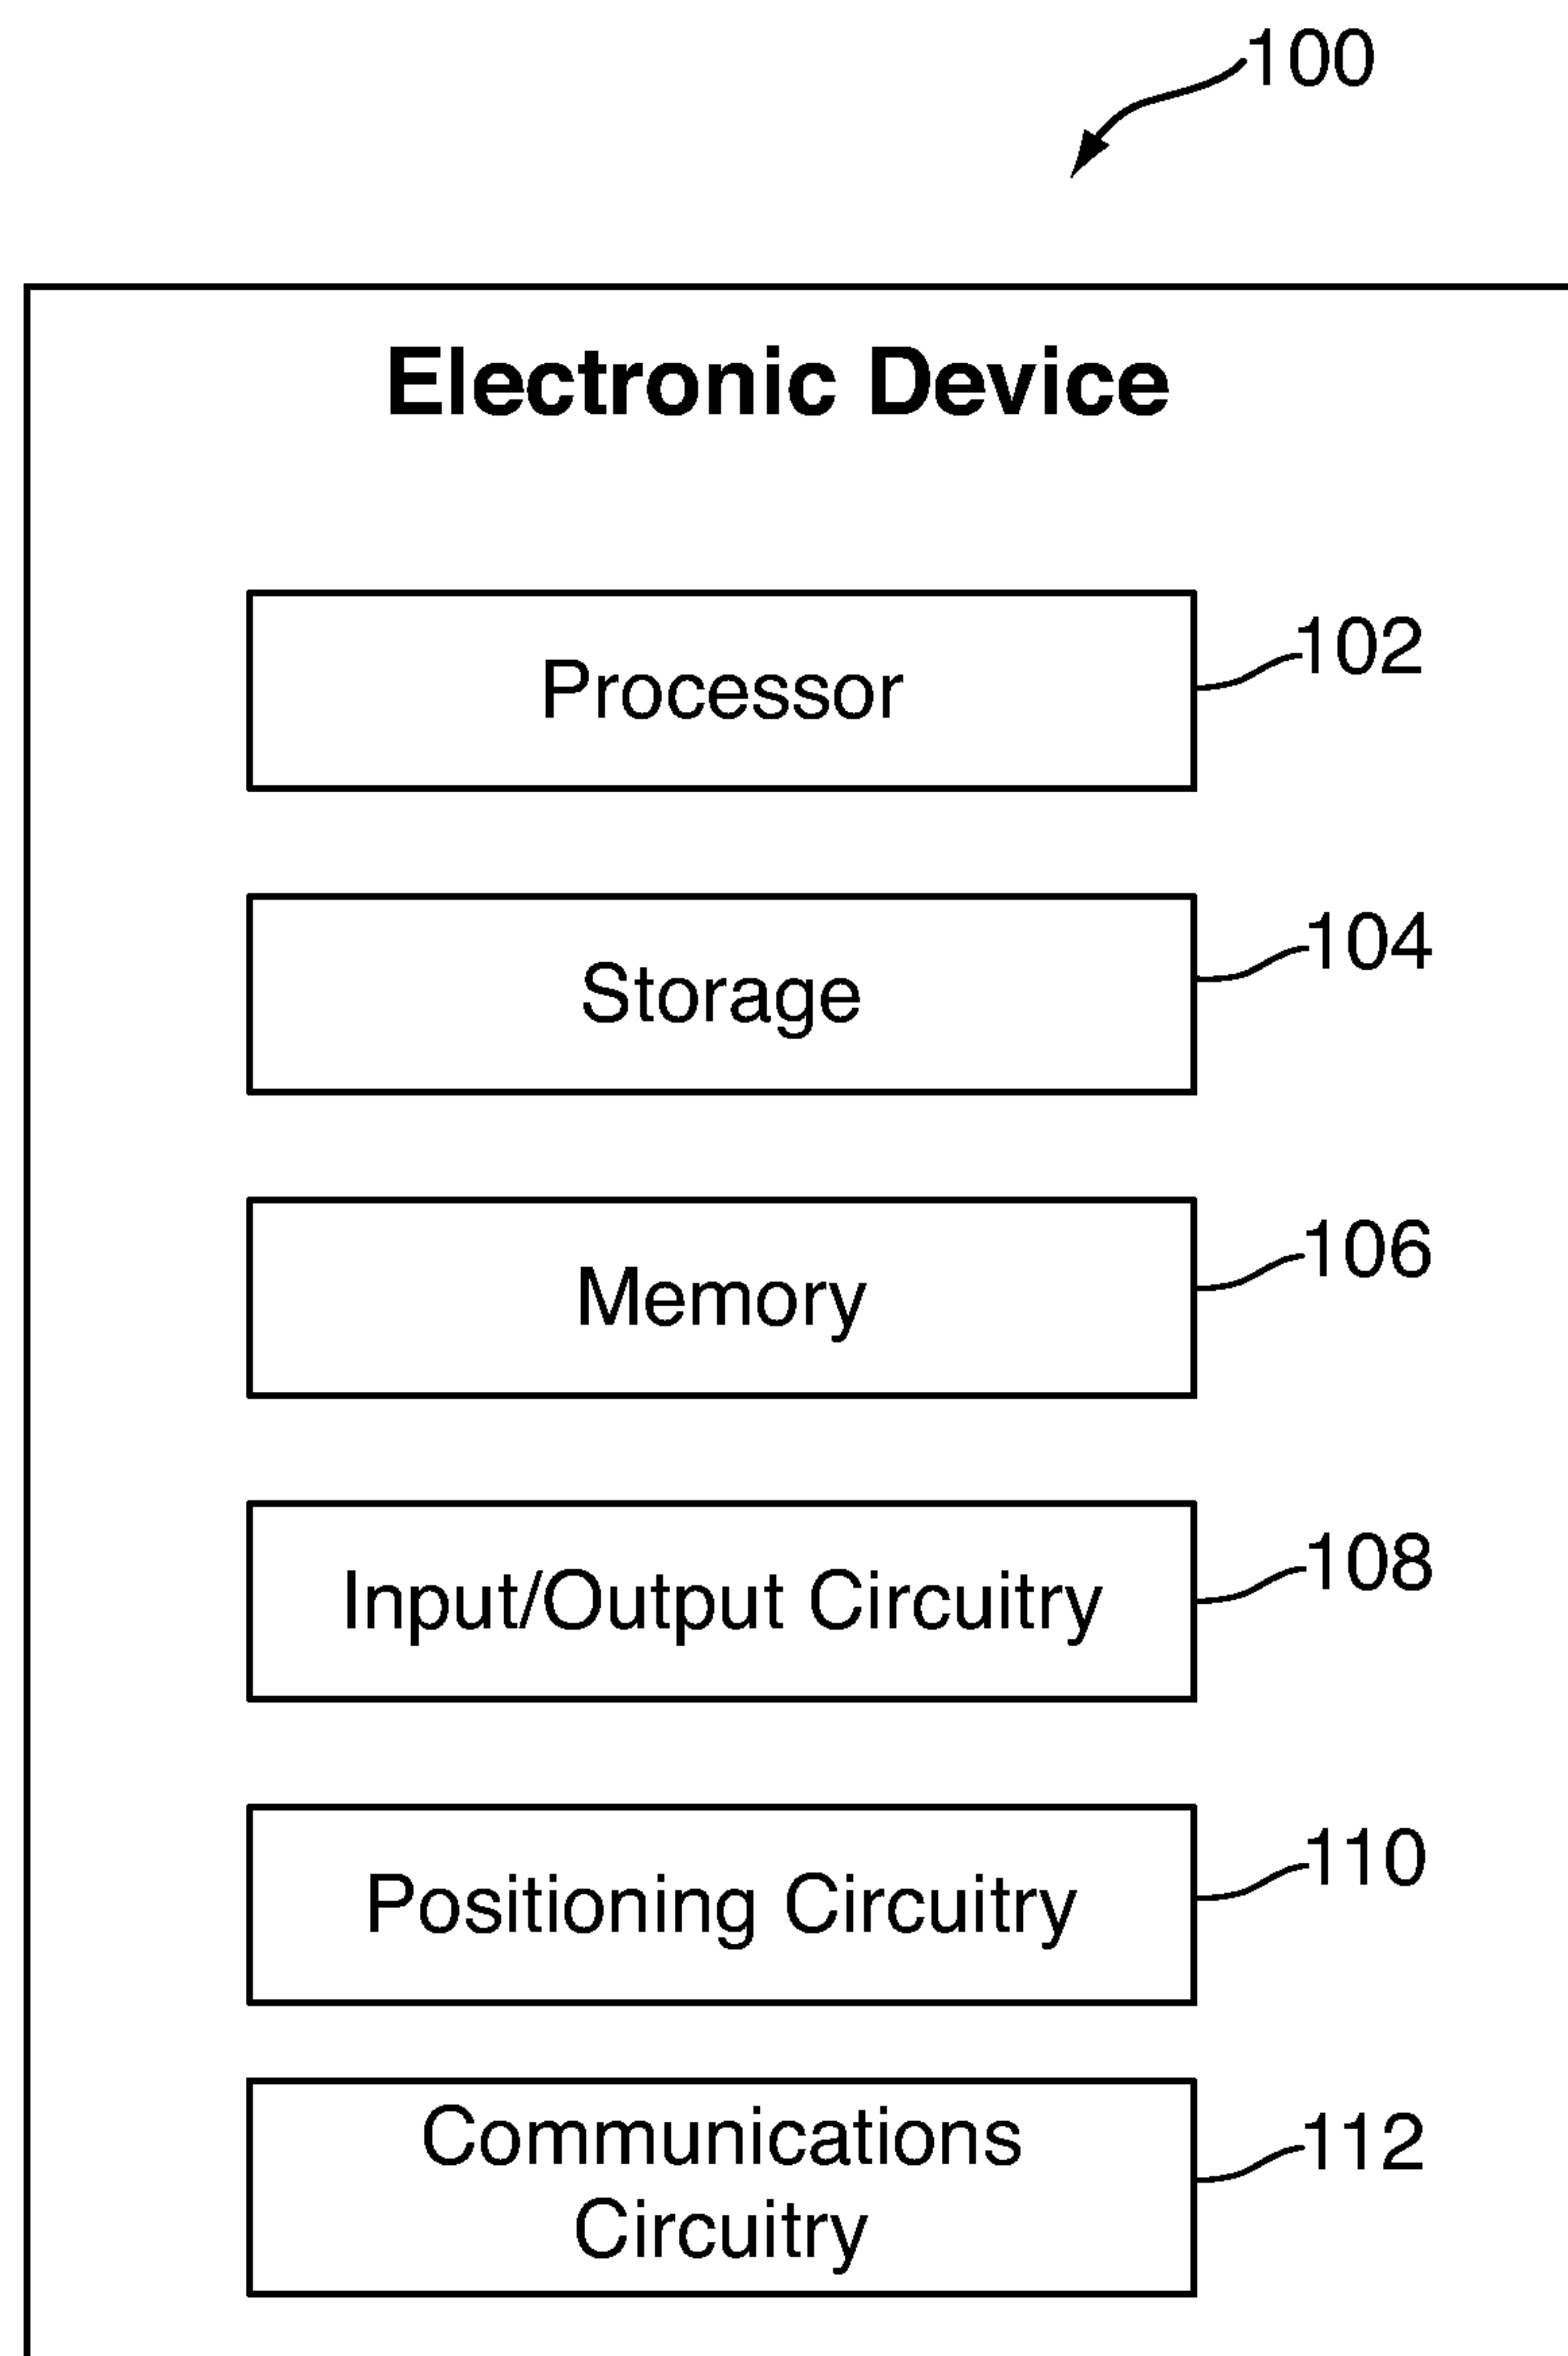 100
Electronic Device
Processor
102
Storage
104
Memory
106
Input/Output Circuitry
108
Positioning Circuitry
110
Communications
Circuitry
112